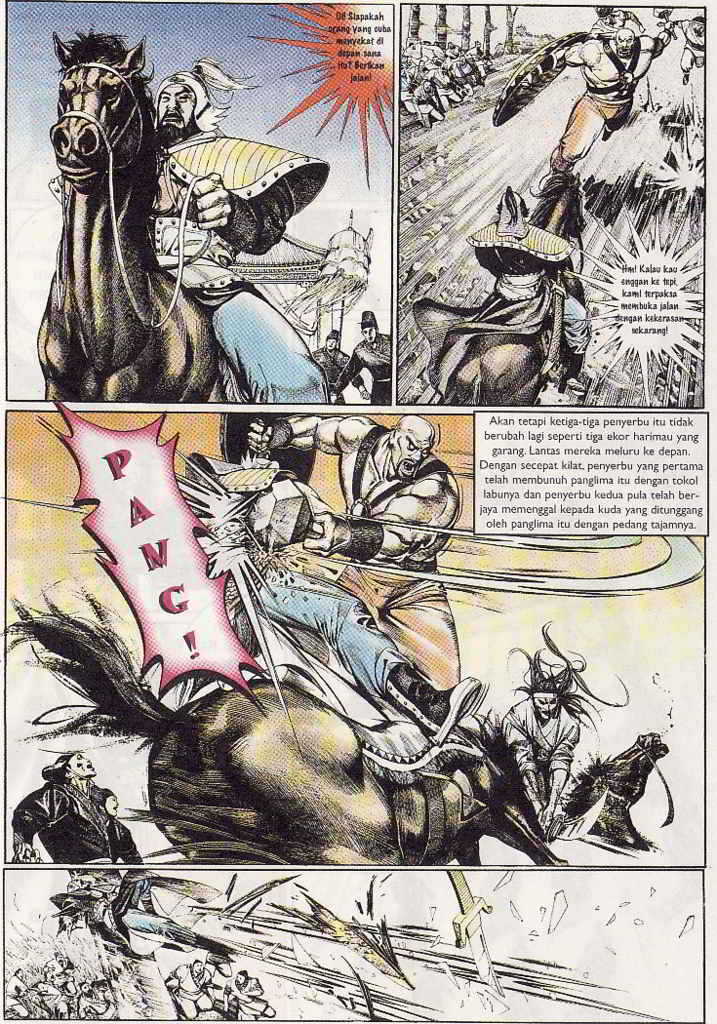 Oi! Siapakah
orang yang cuba
menyekat di
depan sana
itu? Berikan
jalan!
Hm! Kalau kau
enggan ke tepi,
kami terpaksa
membuka jalan
dengan kekerasan
sekarang!
Akan tetapi ketiga-tiga penyerbu itu tidak
berubah lagi seperti tiga ekor harimau yang
garang. Lantas mereka meluru ke depan.
Dengan secepat kilat, penyerbu yang pertama
telah membunuh panglima itu dengan tokol
labunya dan penyerbu kedua pula telah ber-
jaya memenggal kepada kuda yang ditunggang
oleh panglima itu dengan pedang tajamnya.
PANG!